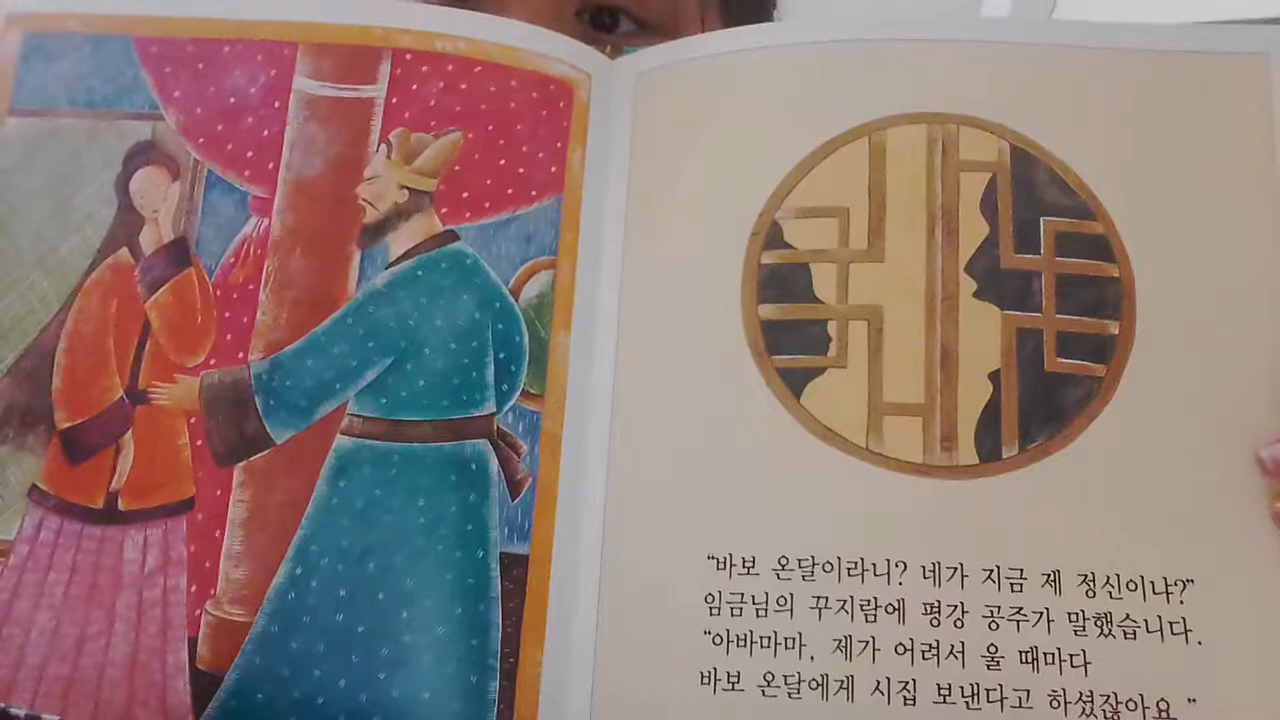 “바보 온달이라니? 네가 지금 제 정신이냐?”
임금님의 꾸지람에 평강 공주가 말했습니다.
“아바마마, 제가 어려서 울 때마다
바보 온달에게 시집 보낸다고 하셨잖아요.”